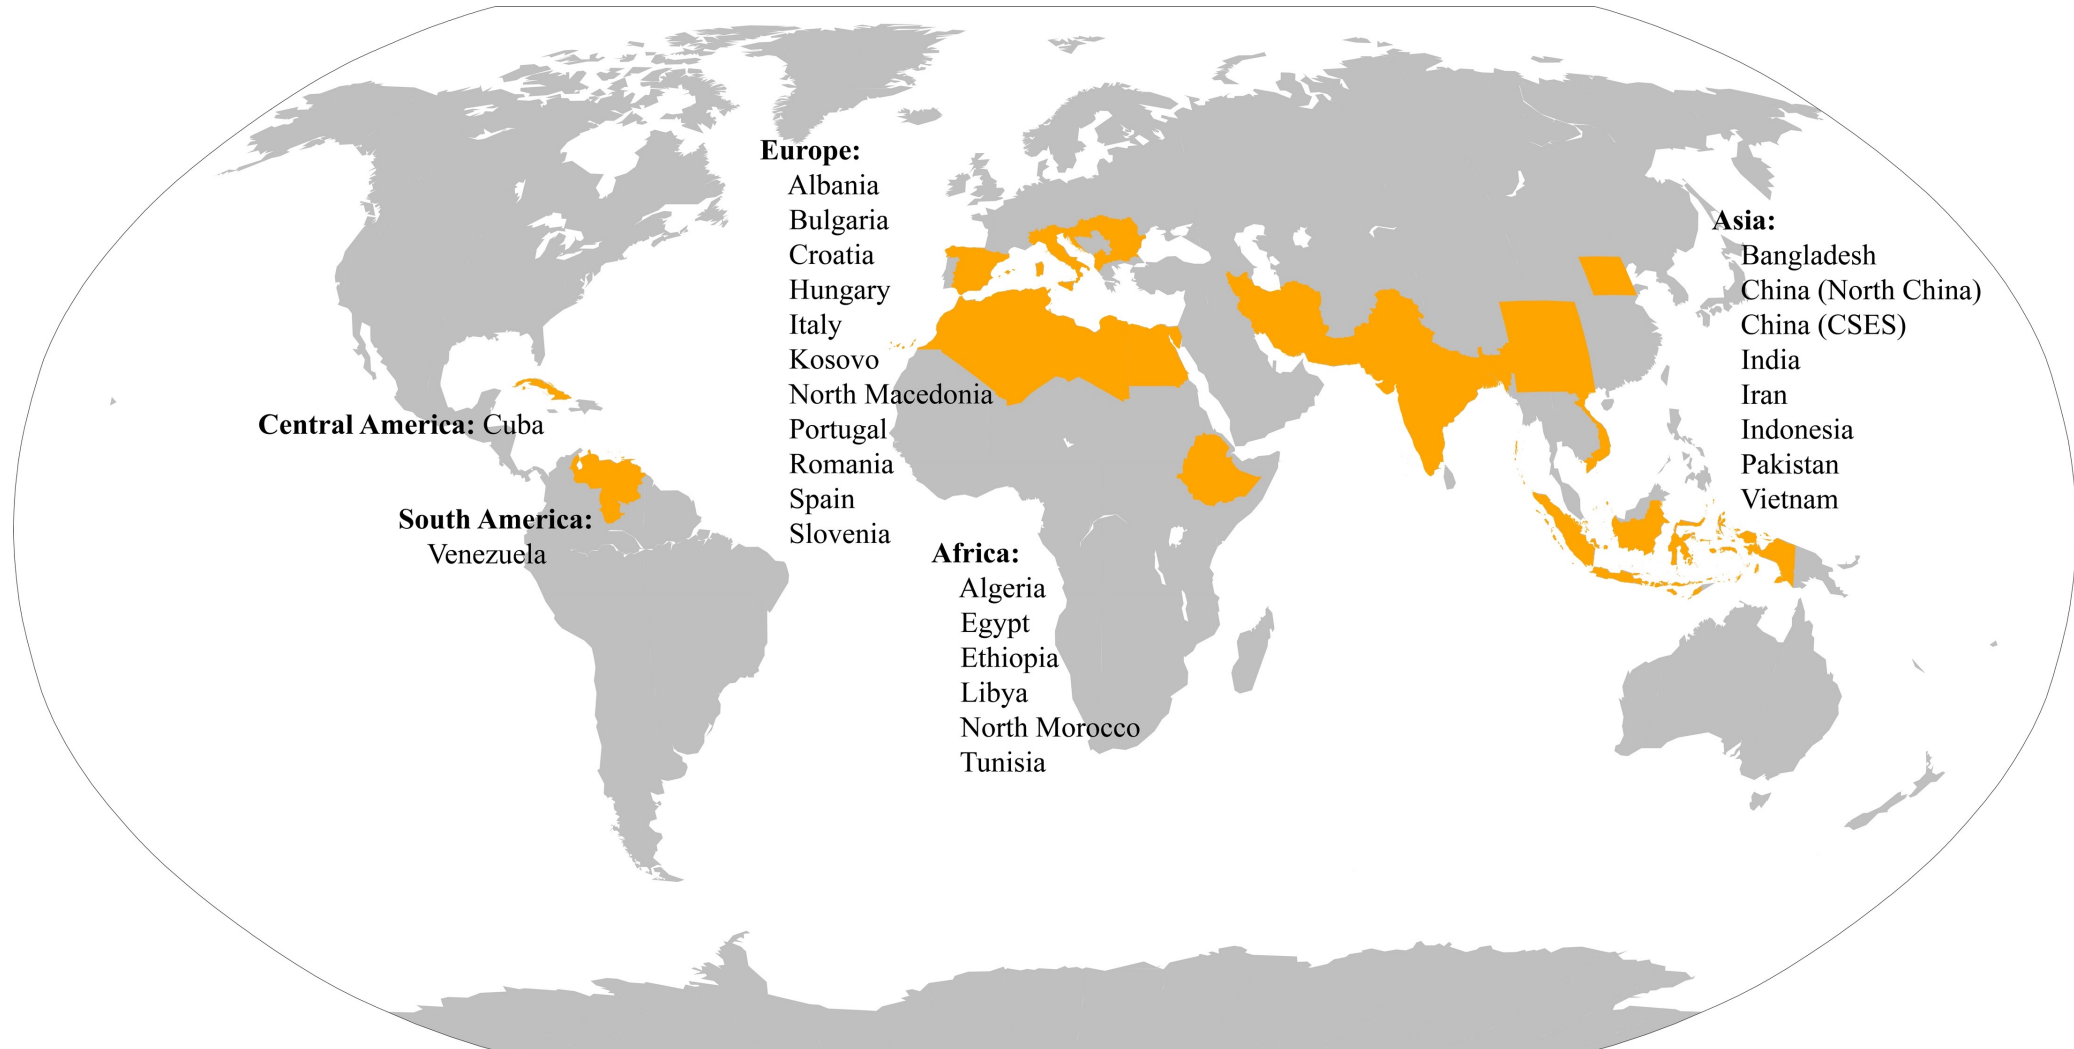 Europe:
Albania
Bulgaria
Croatia
Hungary
Italy
Kosovo
North Macedonia
Portugal
Romania
Spain
Slovenia
Asia:
Bangladesh
China (North China)
China (CSES)
India
Iran
Indonesia
Pakistan
Vietnam
Central America: Cuba
South America:
Venezuela
Africa:
Algeria
Egypt
Ethiopia
Libya
North Morocco
Tunisia